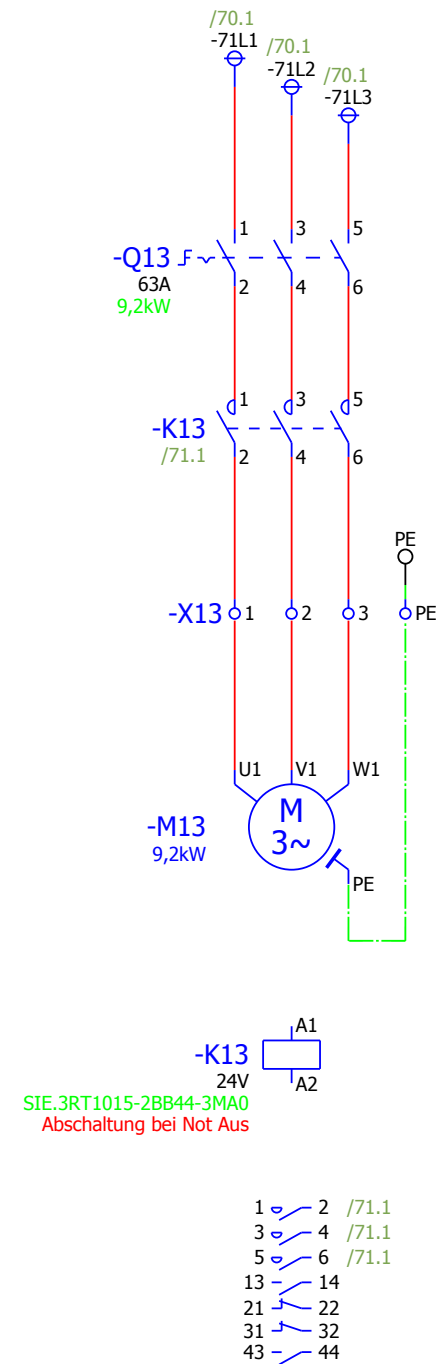 /70.1
-71L1
/70.1
-71L2
/70.1
-71L3
1 3 5
-Q13
63A
9,2kW
2 4 6
1 3 5
-K13
/71.1
2 4 6
PE
-X13 1 2 3 PE
U1 V1 W1
M
3~
-M13
9,2kW
PE
A1
-K13
24V
A2
SIE.3RT1015-2BB44-3MA0
Abschaltung bei Not Aus
1 2 /71.1
3 4 /71.1
5 6 /71.1
13 14
21 22
31 32
43 44